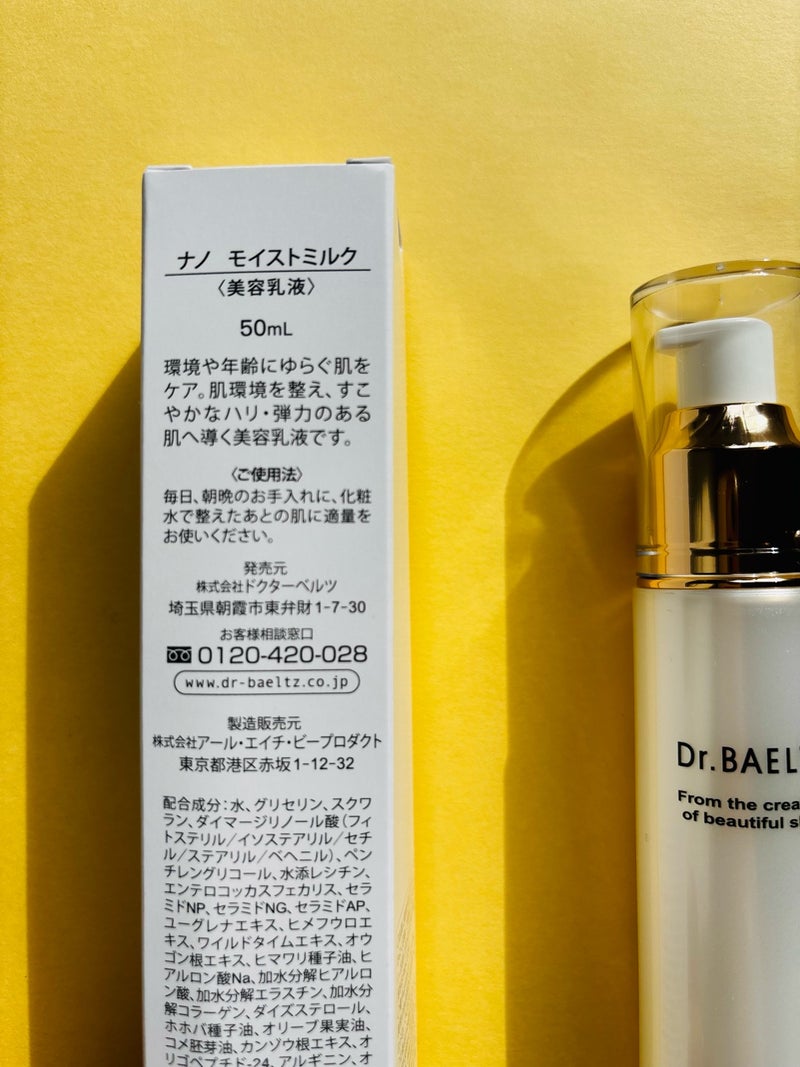 ナノ モイストミルク
〈美容乳液〉
50mL
環境や年齢にゆらぐ肌を
ケア。肌環境を整え、すこ
やかなハリ・弾力のある
肌へ導く美容乳液です。
〈ご使用法〉
毎日、朝晩のお手入れに、化粧
水で整えたあとの肌に適量を
お使いください。
発売元
株式会社ドクターベルツ
埼玉県朝霞市東弁財1-7-30
お客様相談窓口
0120-420-028
www.dr-baeltz.co.jp
製造販売元
株式会社アール・エイチ・ビープロダクト
東京都港区赤坂1-12-32
配合成分:水、グリセリン、スクワ
ラン、ダイマージリノール酸(フィ
トステリル/イソステアリル/セチ
ル/ステアリル/ベヘニル)、ペン
チレングリコール、水添レシチン、
エンテロコッカスフェカリス、セラ
ミドNP、セラミドNG、セラミドAP、
ユーグレナエキス、ヒメフウロエ
キス、ワイルドタイムエキス、オウ
ゴン根エキス、ヒマワリ種子油、ヒ
アルロン酸Na、加水分解ヒアルロ
ン酸、加水分解エラスチン、加水分
解コラーゲン、ダイズステロール、
ホホバ種子油、オリーブ果実油、
コメ胚芽油、カンゾウ根エキス、オ
リゴペプチド-24、アルギニン、オ
Dr.BAEL
From the crea
of beautiful s